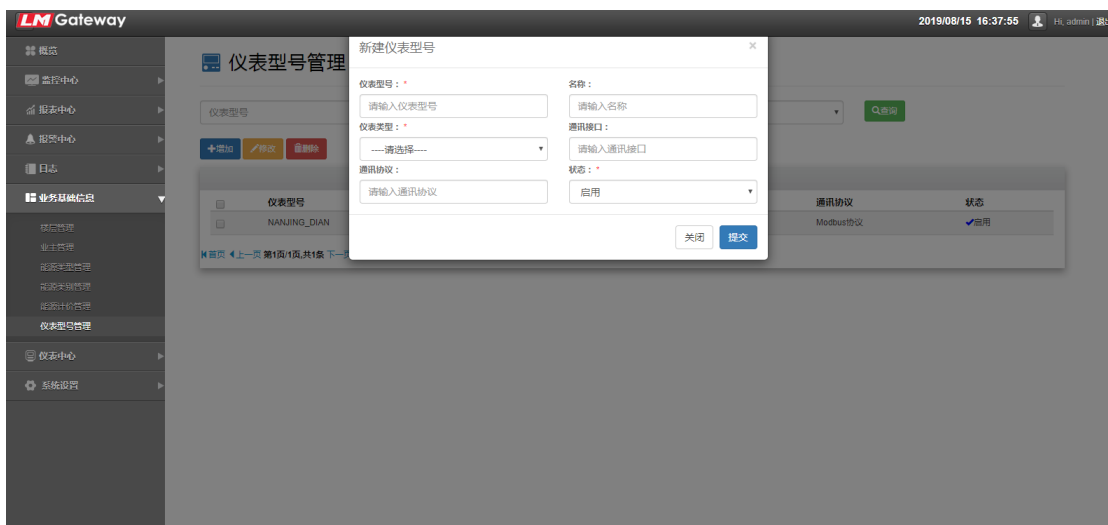 LM Gateway
2019/08/15 16:37:55 Hi, admin | 退出
概览
监控中心
报表中心
报警中心
日志
业务基础信息
楼层管理
业主管理
能源类型管理
能源类别管理
能源计价管理
仪表型号管理
仪表中心
系统设置
仪表型号管理
仪表型号
查询
增加 修改 删除
仪表型号 通讯协议 状态
NANJING_DIAN Modbus协议 启用
首页 上一页 第1页/1页,共1条 下一页
新建仪表型号 ×
仪表型号：* 名称：
请输入仪表型号 请输入名称
仪表类型：* 通讯接口：
----请选择---- 请输入通讯接口
通讯协议： 状态：*
请输入通讯协议 启用
关闭 提交